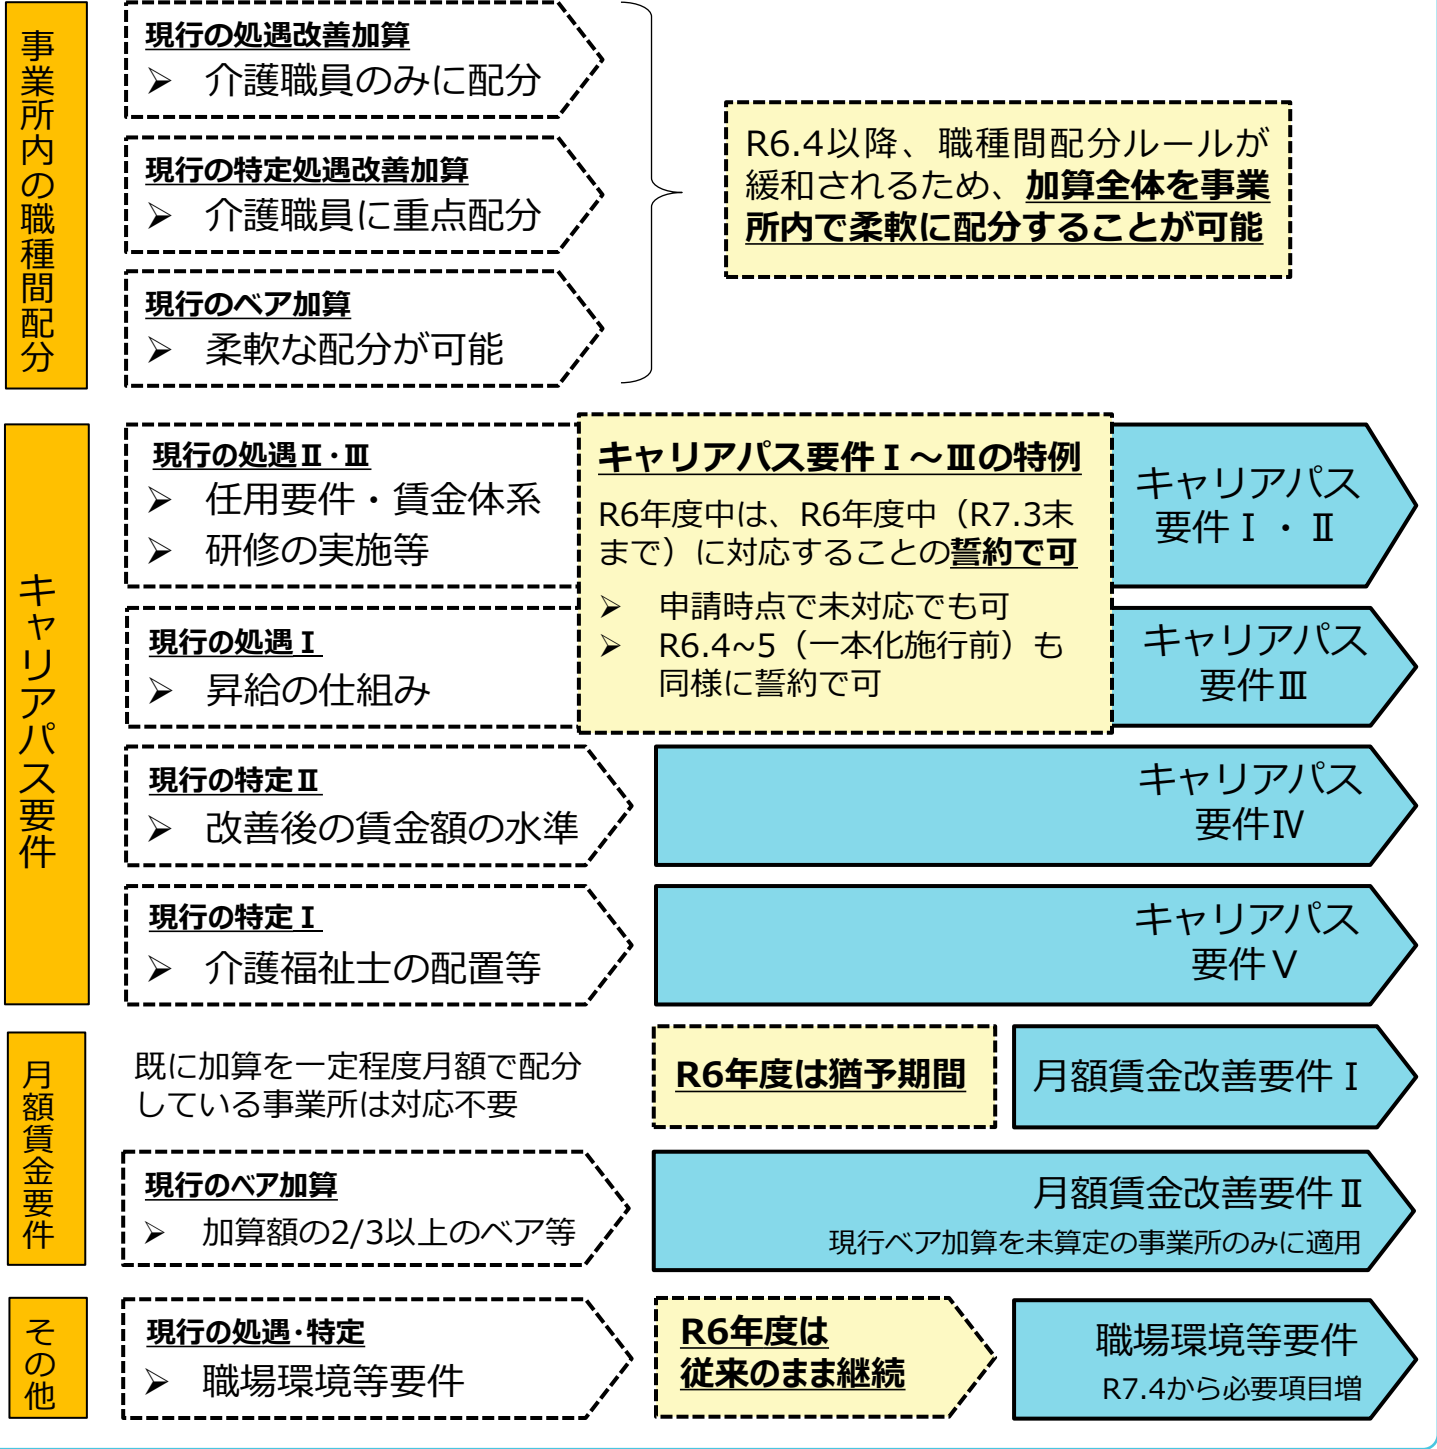 事業所内の職種間配分
現行の処遇改善加算
➢ 介護職員のみに配分
現行の特定処遇改善加算
➢ 介護職員に重点配分
現行のベア加算
➢ 柔軟な配分が可能
R6.4以降、職種間配分ルールが
緩和されるため、加算全体を事業
所内で柔軟に配分することが可能
キャリアパス要件
現行の処遇Ⅱ･Ⅲ
➢ 任用要件・賃金体系
➢ 研修の実施等
現行の処遇Ⅰ
➢ 昇給の仕組み
キャリアパス要件Ⅰ～Ⅲの特例
R6年度中は、R6年度中（R7.3末
まで）に対応することの誓約で可
➢ 申請時点で未対応でも可
➢ R6.4~5（一本化施行前）も
同様に誓約で可
キャリアパス
要件Ⅰ・Ⅱ
キャリアパス
要件Ⅲ
現行の特定Ⅱ
➢ 改善後の賃金額の水準
キャリアパス
要件Ⅳ
現行の特定Ⅰ
➢ 介護福祉士の配置等
キャリアパス
要件Ⅴ
月額賃金要件
既に加算を一定程度月額で配分
している事業所は対応不要
R6年度は猶予期間
月額賃金改善要件Ⅰ
現行のベア加算
➢ 加算額の2/3以上のベア等
月額賃金改善要件Ⅱ
現行ベア加算を未算定の事業所のみに適用
その他
現行の処遇･特定
➢ 職場環境等要件
R6年度は
従来のまま継続
職場環境等要件
R7.4から必要項目増